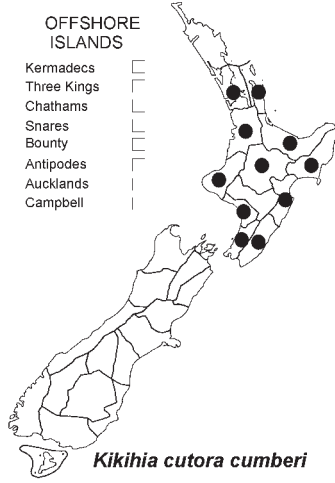 OFFSHORE
ISLANDS
Kermadecs
Three Kings
Chathams
Snares
Bounty
Antipodes
Aucklands
Campbell
Kikihia cutora cumberi